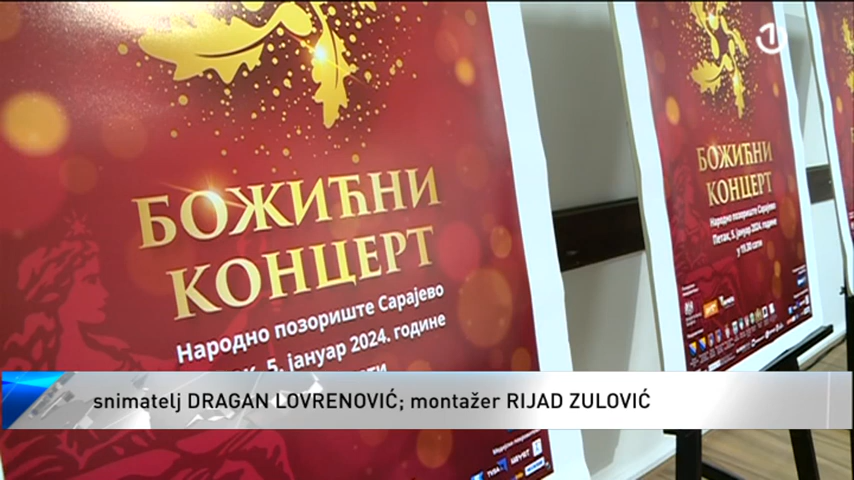 БОЖИЋНИ
КОНЦЕРТ
Народно позориште Сарајево
5. јануар 2024. године
БОЖИЋНИ
КОНЦЕРТ
Народно позориште Сарајево
Петак, 5. јануар 2024. године
у 19.30 сати
snimatelj DRAGAN LOVRENOVIĆ; montažer RIJAD ZULOVIĆ